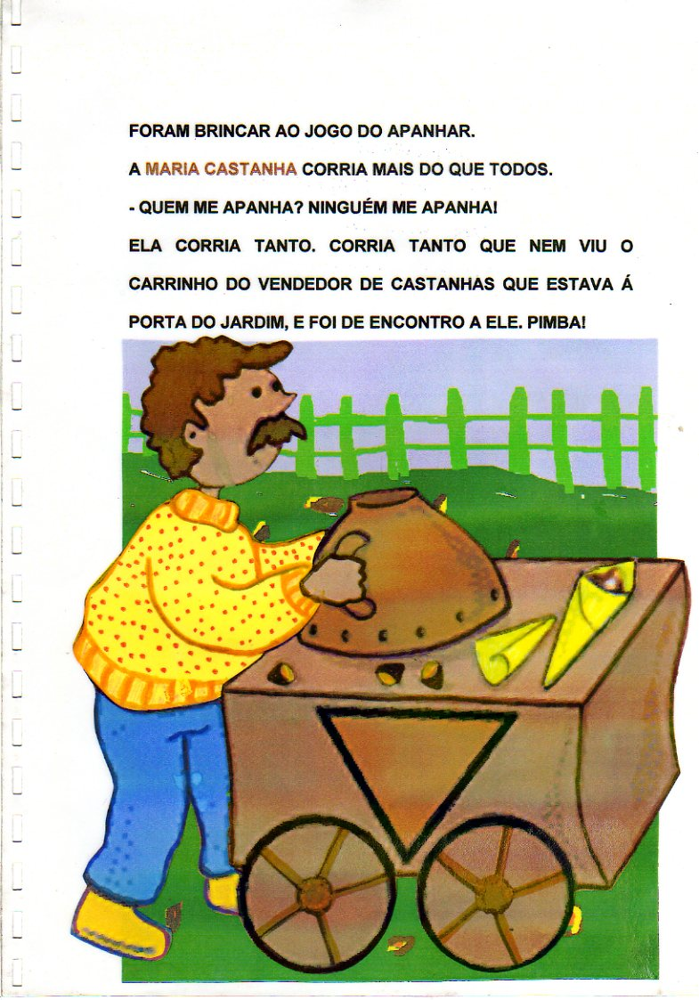 FORAM BRINCAR AO JOGO DO APANHAR.
A MARIA CASTANHA CORRIA MAIS DO QUE TODOS.
- QUEM ME APANHA? NINGUÉM ME APANHA!
ELA CORRIA TANTO. CORRIA TANTO QUE NEM VIU O
CARRINHO DO VENDEDOR DE CASTANHAS QUE ESTAVA Á
PORTA DO JARDIM, E FOI DE ENCONTRO A ELE. PIMBA!